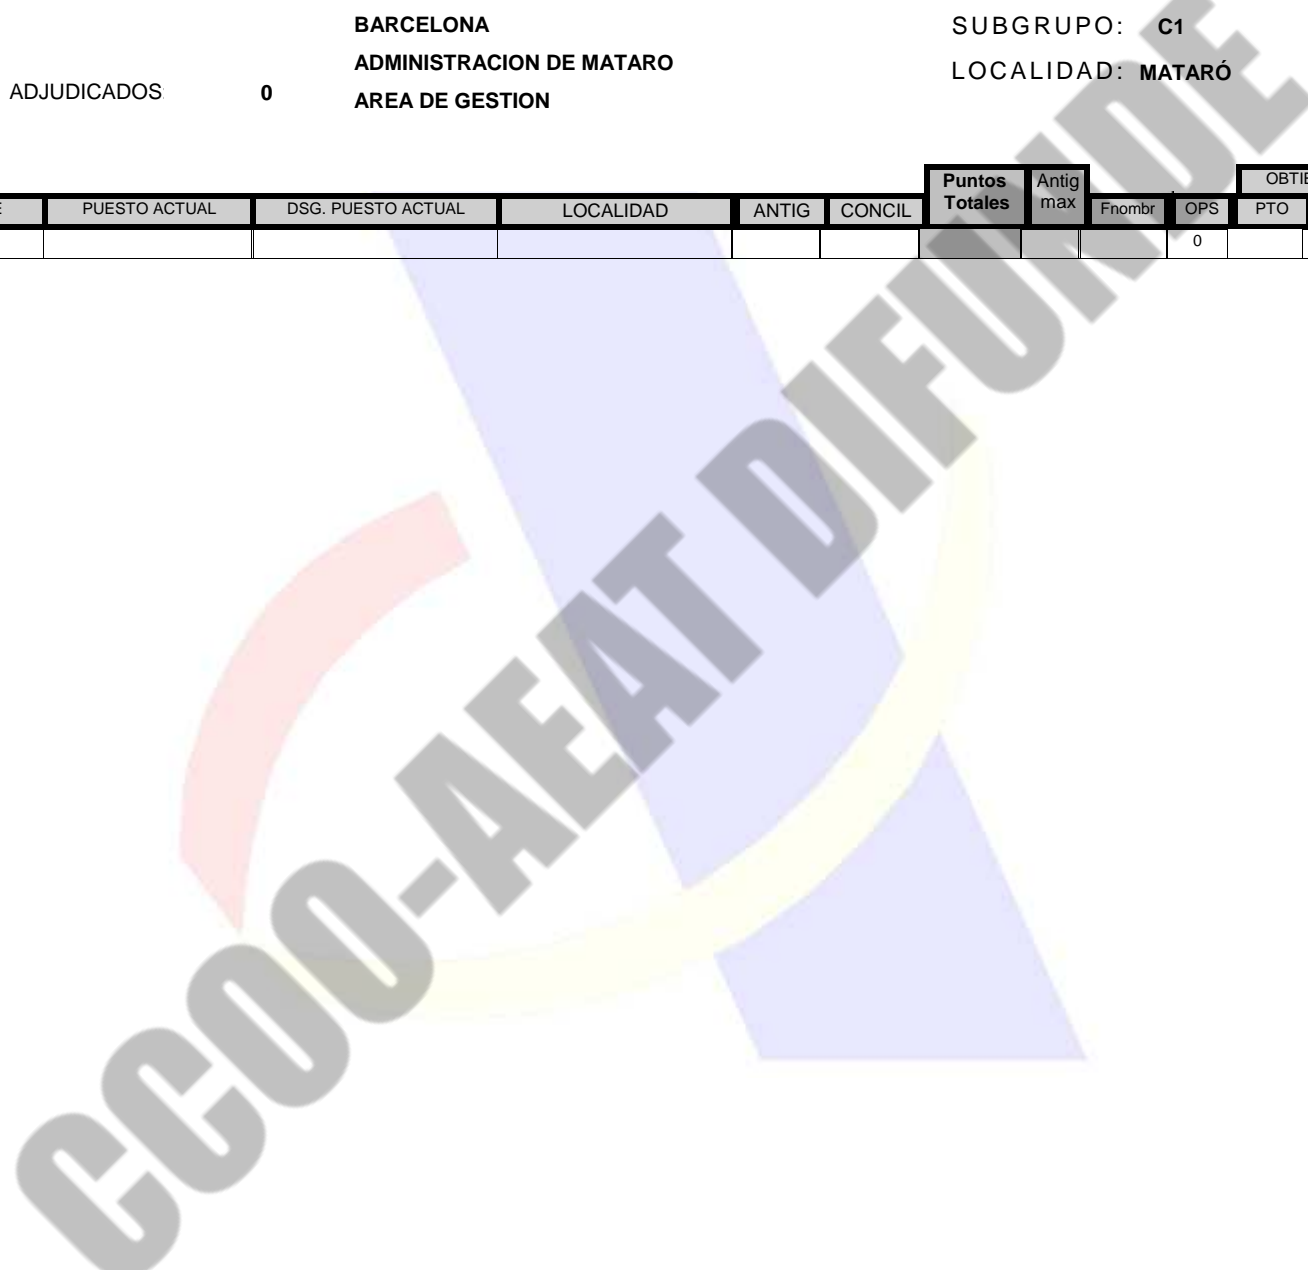 BARCELONA
SUBGRUPO: C1
ADMINISTRACION DE MATARO
LOCALIDAD: MATARÓ
ADJUDICADOS: 0
AREA DE GESTION
Puntos Totales
Antig max
PUESTO ACTUAL DSG. PUESTO ACTUAL LOCALIDAD ANTIG CONCIL Fnombr OPS PTO
0
CCOO-AEAT DIFUNDE